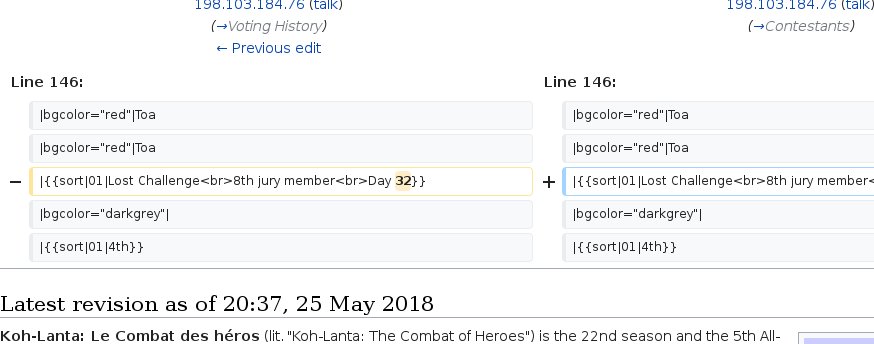 198.103.184.76 (talk)
(→Voting History)
← Previous edit
198.103.184.76 (talk)
(→Contestants)
Line 146:
Line 146:
|bgcolor="red"|Toa
|bgcolor="red"|Toa
|bgcolor="red"|Toa
|bgcolor="red"|Toa
− |{{sort|01|Lost Challenge<br>8th jury member<br>Day 32}}
+ |{{sort|01|Lost Challenge<br>8th jury member<
|bgcolor="darkgrey"|
|bgcolor="darkgrey"|
|{{sort|01|4th}}
|{{sort|01|4th}}
Latest revision as of 20:37, 25 May 2018
Koh-Lanta: Le Combat des héros (lit. "Koh-Lanta: The Combat of Heroes") is the 22nd season and the 5th All-